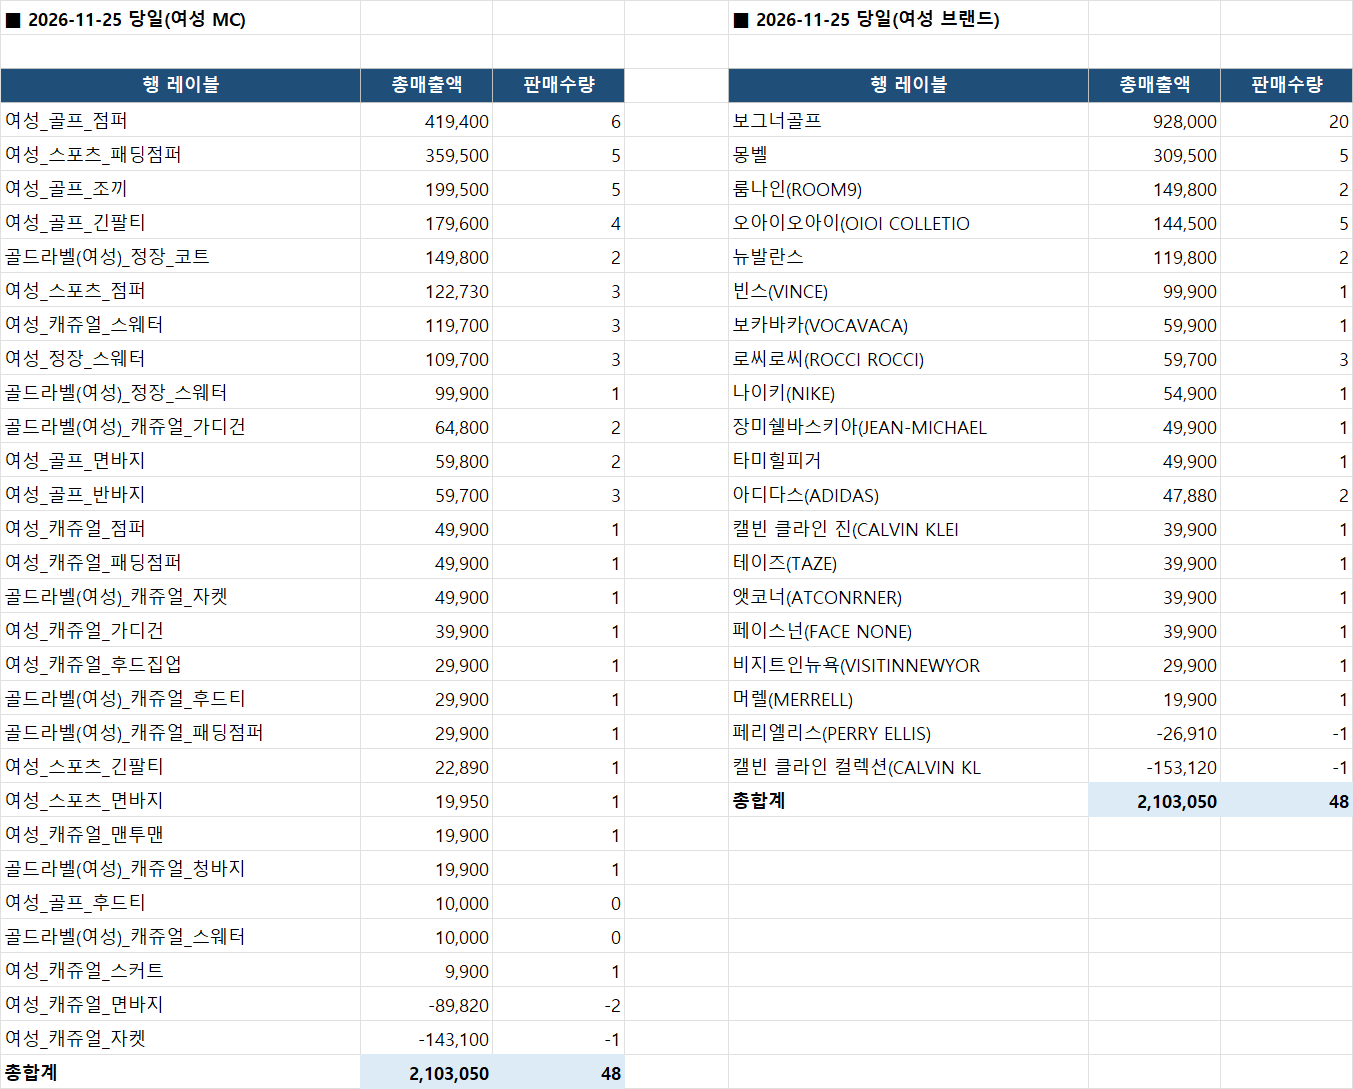 ■ 2026-11-25 당일(여성 MC)
행 레이블 총매출액 판매수량
여성_골프_점퍼 419,400 6
여성_스포츠_패딩점퍼 359,500 5
여성_골프_조끼 199,500 5
여성_골프_긴팔티 179,600 4
골드라벨(여성)_정장_코트 149,800 2
여성_스포츠_점퍼 122,730 3
여성_캐쥬얼_스웨터 119,700 3
여성_정장_스웨터 109,700 3
골드라벨(여성)_정장_스웨터 99,900 1
골드라벨(여성)_캐쥬얼_가디건 64,800 2
여성_골프_면바지 59,800 2
여성_골프_반바지 59,700 3
여성_캐쥬얼_점퍼 49,900 1
여성_캐쥬얼_패딩점퍼 49,900 1
골드라벨(여성)_캐쥬얼_자켓 49,900 1
여성_캐쥬얼_가디건 39,900 1
여성_캐쥬얼_후드집업 29,900 1
골드라벨(여성)_캐쥬얼_후드티 29,900 1
골드라벨(여성)_캐쥬얼_패딩점퍼 29,900 1
여성_스포츠_긴팔티 22,890 1
여성_스포츠_면바지 19,950 1
여성_캐쥬얼_맨투맨 19,900 1
골드라벨(여성)_캐쥬얼_청바지 19,900 1
여성_골프_후드티 10,000 0
골드라벨(여성)_캐쥬얼_스웨터 10,000 0
여성_캐쥬얼_스커트 9,900 1
여성_캐쥬얼_면바지 -89,820 -2
여성_캐쥬얼_자켓 -143,100 -1
총합계 2,103,050 48
■ 2026-11-25 당일(여성 브랜드)
행 레이블 총매출액 판매수량
보그너골프 928,000 20
몽벨 309,500 5
룸나인(ROOM9) 149,800 2
오아이오아이(OIOI COLLETIO 144,500 5
뉴발란스 119,800 2
빈스(VINCE) 99,900 1
보카바카(VOCAVACA) 59,900 1
로씨로씨(ROCCI ROCCI) 59,700 3
나이키(NIKE) 54,900 1
장미쉘바스키아(JEAN-MICHAEL 49,900 1
타미힐피거 49,900 1
아디다스(ADIDAS) 47,880 2
캘빈 클라인 진(CALVIN KLEI 39,900 1
테이즈(TAZE) 39,900 1
앳코너(ATCONRNER) 39,900 1
페이스넌(FACE NONE) 39,900 1
비지트인뉴욕(VISITINNEWYOR 29,900 1
머렐(MERRELL) 19,900 1
페리엘리스(PERRY ELLIS) -26,910 -1
캘빈 클라인 컬렉션(CALVIN KL -153,120 -1
총합계 2,103,050 48